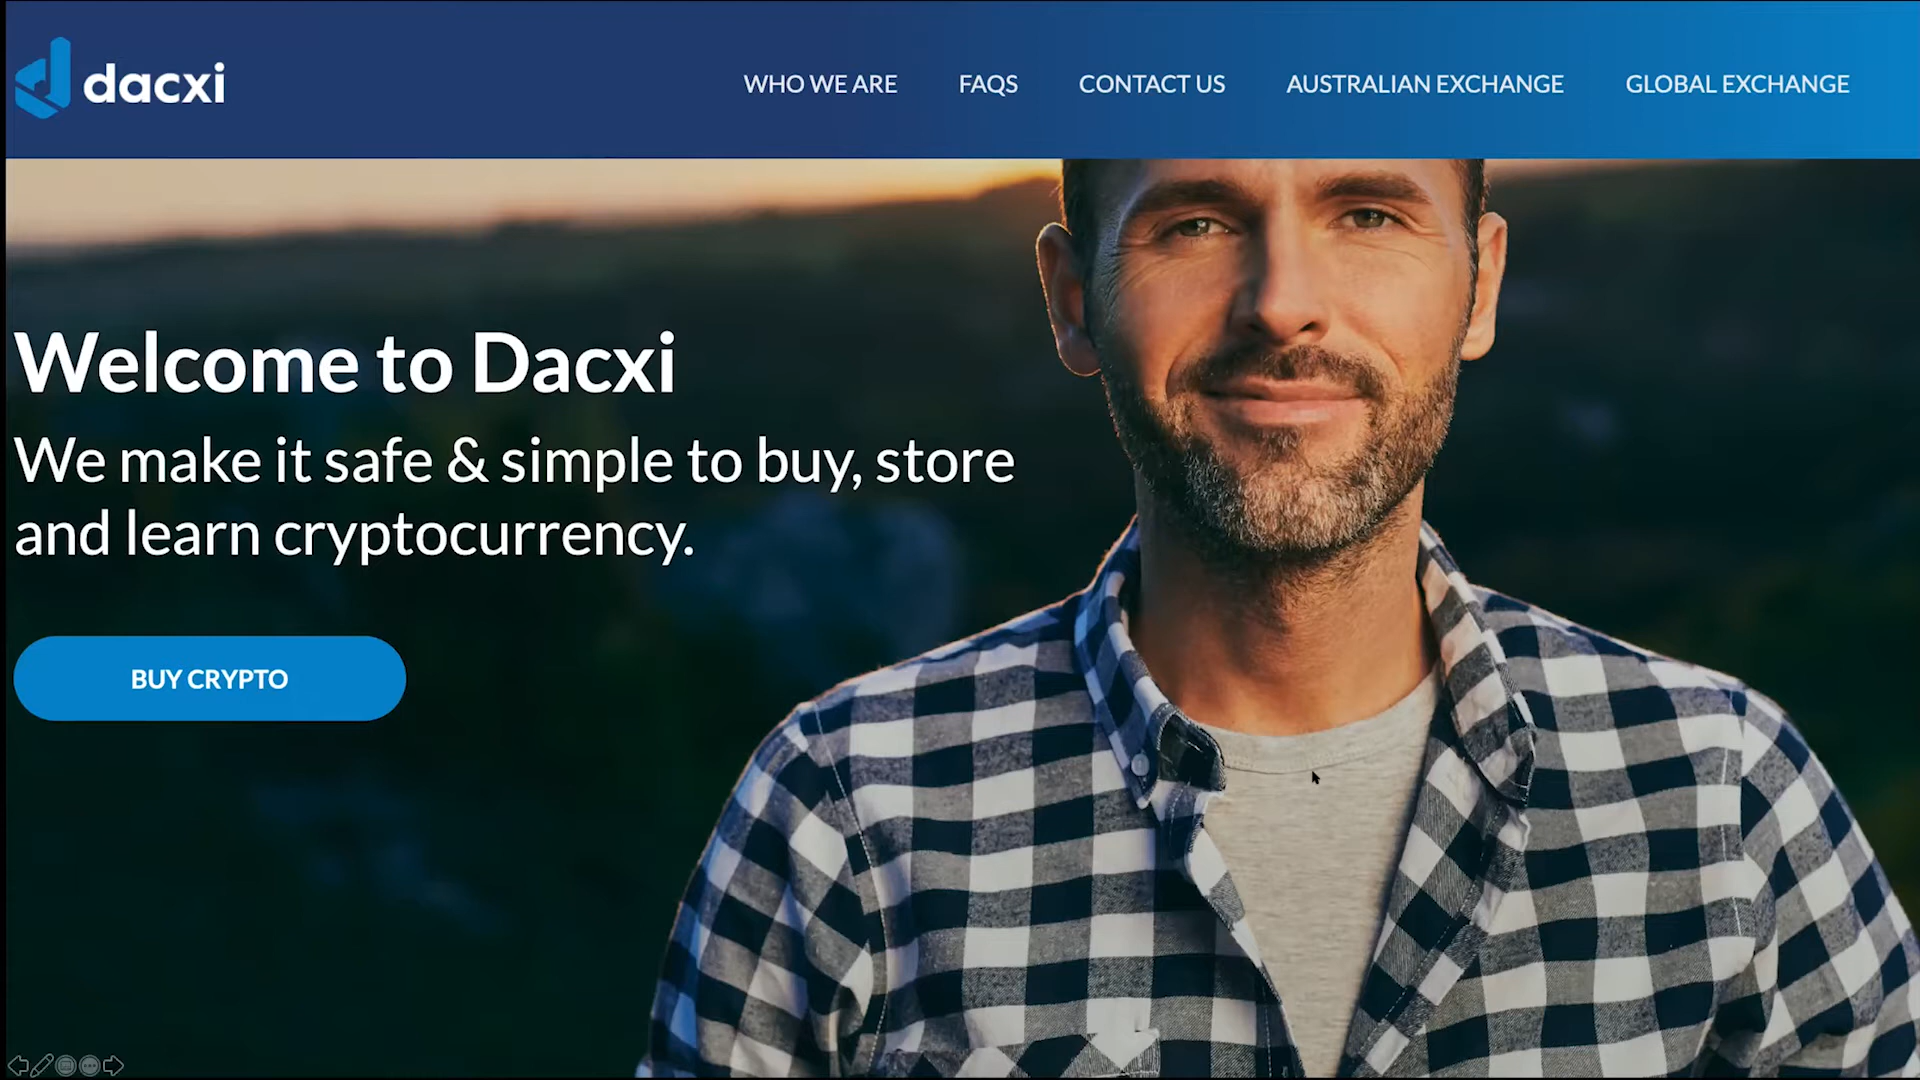 dacxi
WHO WE ARE
FAQS
CONTACT US
AUSTRALIAN EXCHANGE
GLOBAL EXCHANGE
Welcome to Dacxi
We make it safe & simple to buy, store
and learn cryptocurrency.
BUY CRYPTO